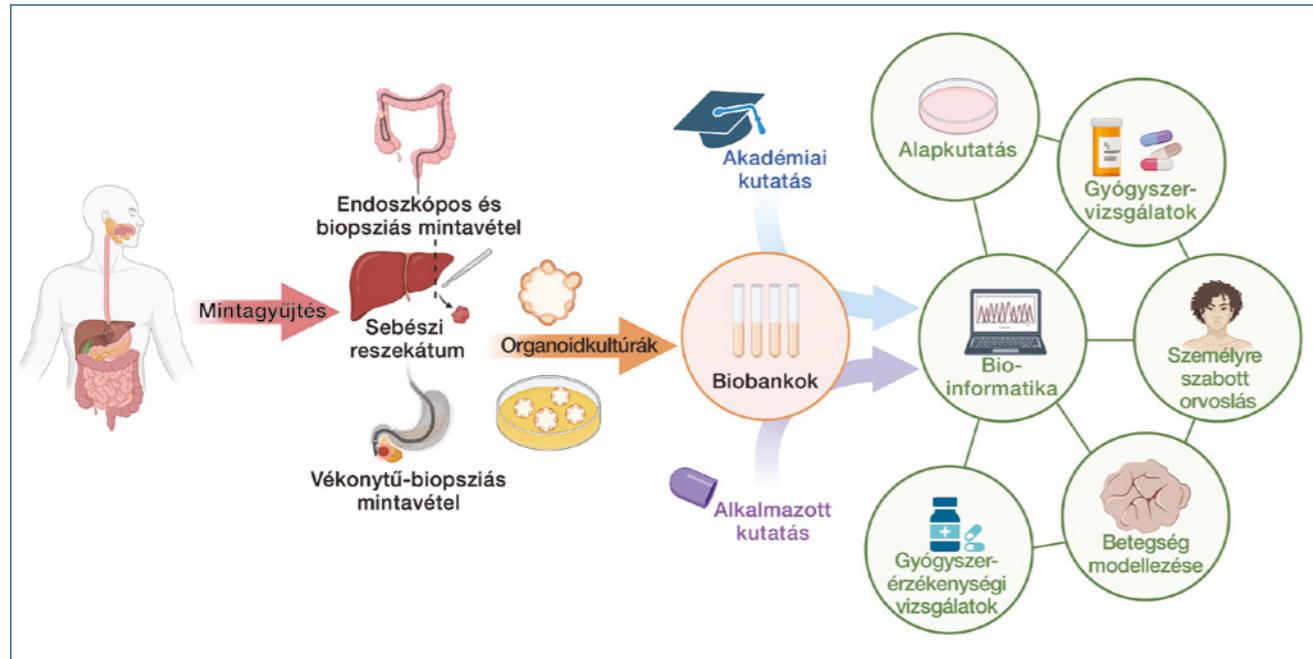 Mintagyűjtés
Endoszkópos és
biopsziás mintavétel
Sebészi
reszekátum
Vékonytű-biopsziás
mintavétel
Organoidkultúrák
Akadémiai
kutatás
Biobankok
Alkalmazott
kutatás
Alapkutatás
Rx
Gyógyszer-
vizsgálatok
Bio-
informatika
Személyre
szabott
orvoslás
Betegség
modellezése
Gyógyszer-
érzékenységi
vizsgálatok